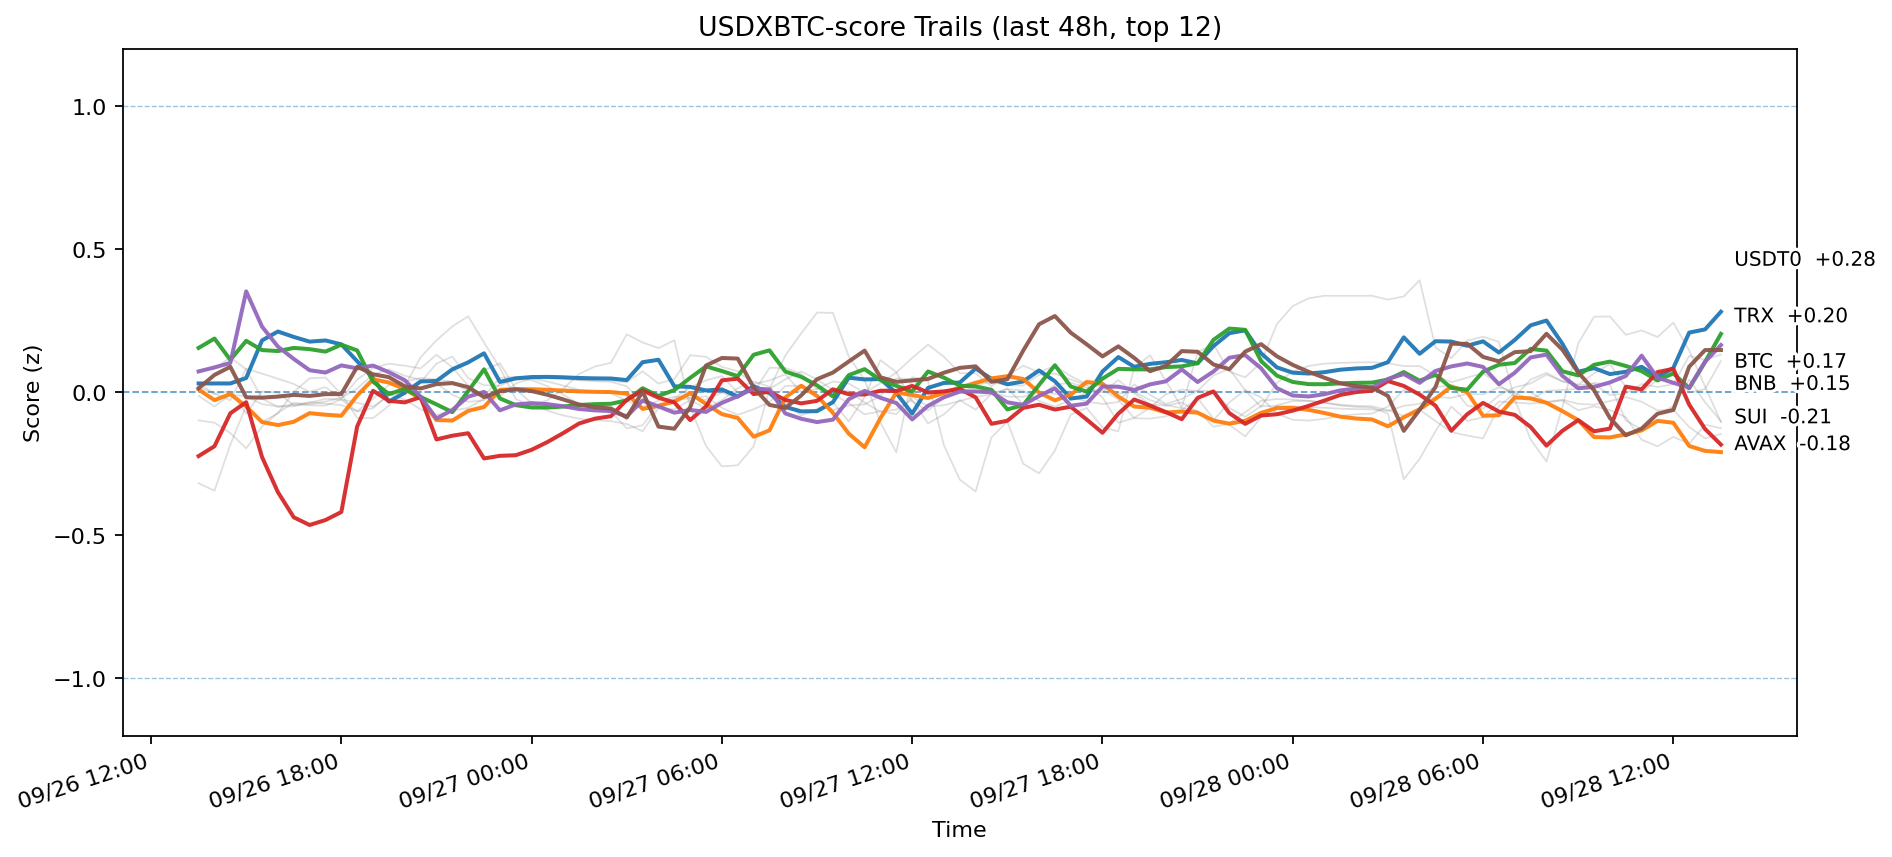 USDXBTC-score Trails (last 48h, top 12)
1.0
0.5
0.0
−0.5
−1.0
Score (z)
USDT0 +0.28
TRX +0.20
BTC +0.17
BNB +0.15
SUI -0.21
AVAX -0.18
09/26 12:00
09/26 18:00
09/27 00:00
09/27 06:00
09/27 12:00
09/27 18:00
09/28 00:00
09/28 06:00
09/28 12:00
Time